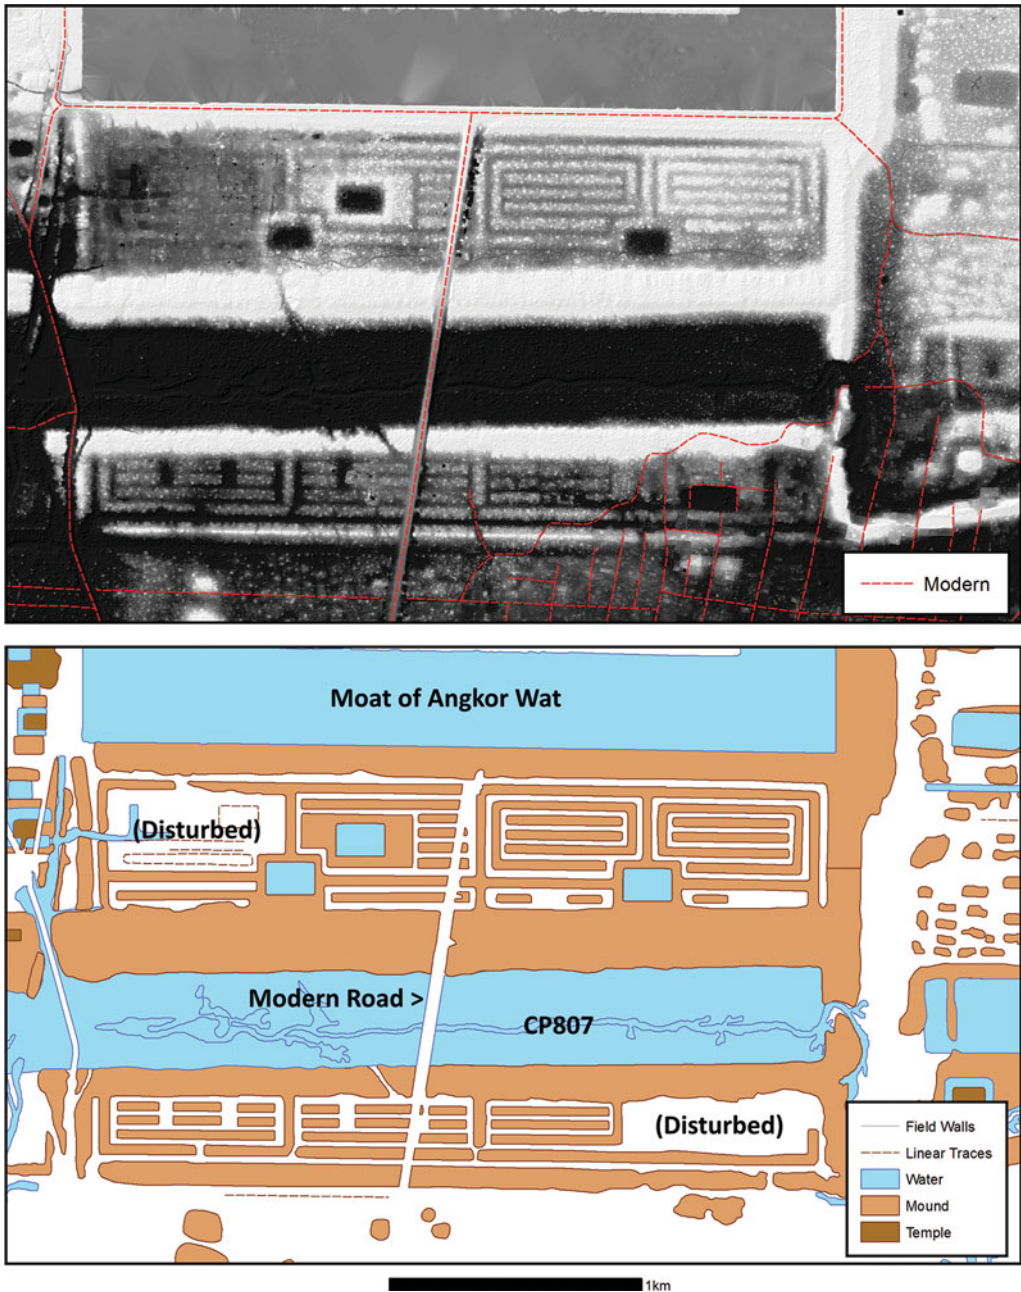 Modern
Moat of Angkor Wat
(Disturbed)
Modern Road >
CP807
(Disturbed)
Field Walls
Linear Traces
Water
Mound
Temple
1km